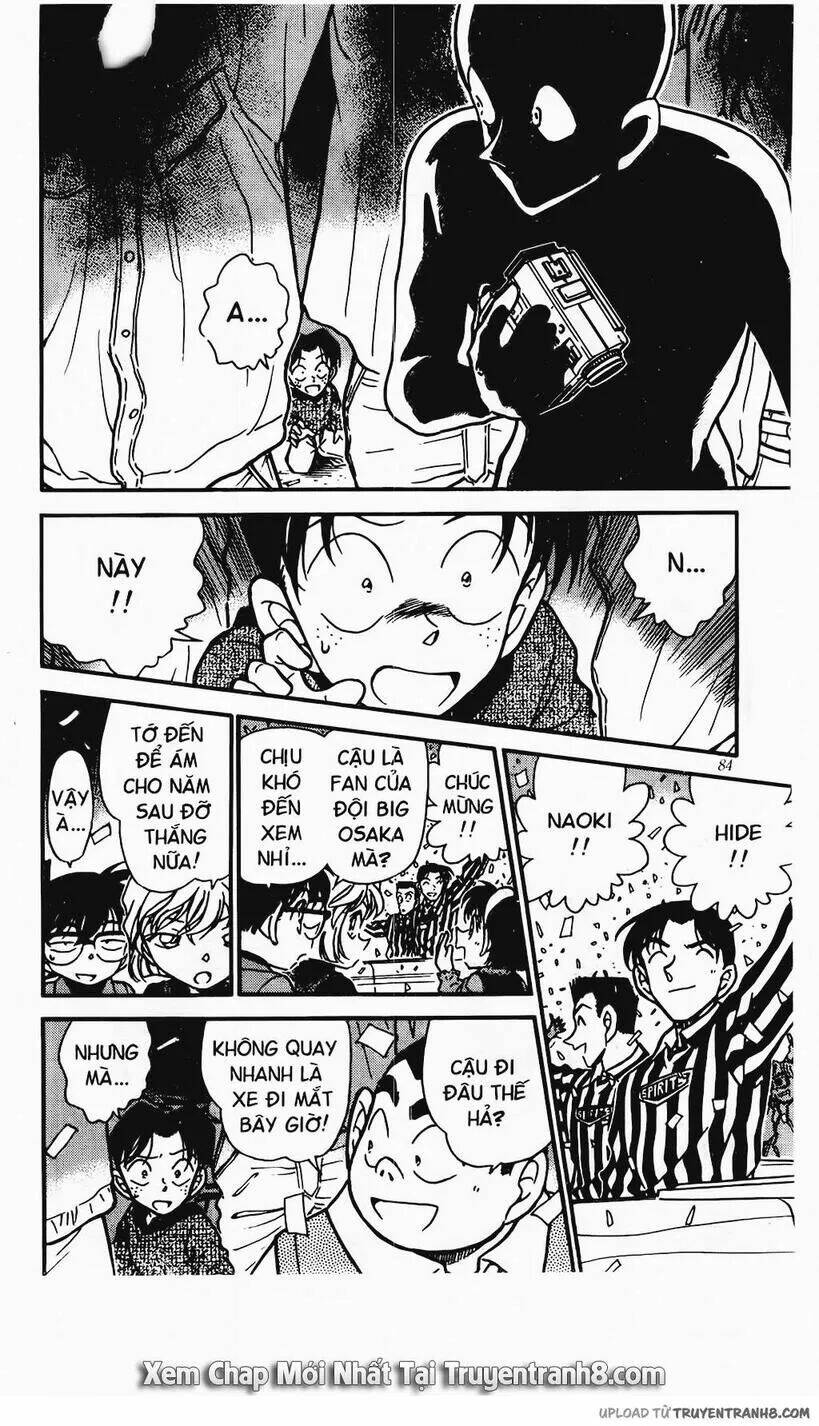 A...
N...
NÀY
!!
84
HIDE
!!
NAOKI
!!
SPIRITS
SPIRITS
CHÚC
MỪNG
!!
CẬU LÀ
FAN CỦA
ĐỘI BIG
OSAKA
MÀ?
CHỊU
KHÓ
ĐẾN
XEM
NHỈ...
TỚ ĐẾN
ĐỂ ÁM
CHO NĂM
SAU ĐỠ
THẮNG
NỮA!
VẬY
À...
CẬU ĐI
ĐÂU THẾ
HẢ?
KHÔNG QUAY
NHANH LÀ
XE ĐI MẮT
BÂY GIỜ!
NHƯNG
MÀ...
Xem Chap Mới Nhất Tại Truyentranh8.com
UPLOAD TỪ TRUYENTRANH8.COM